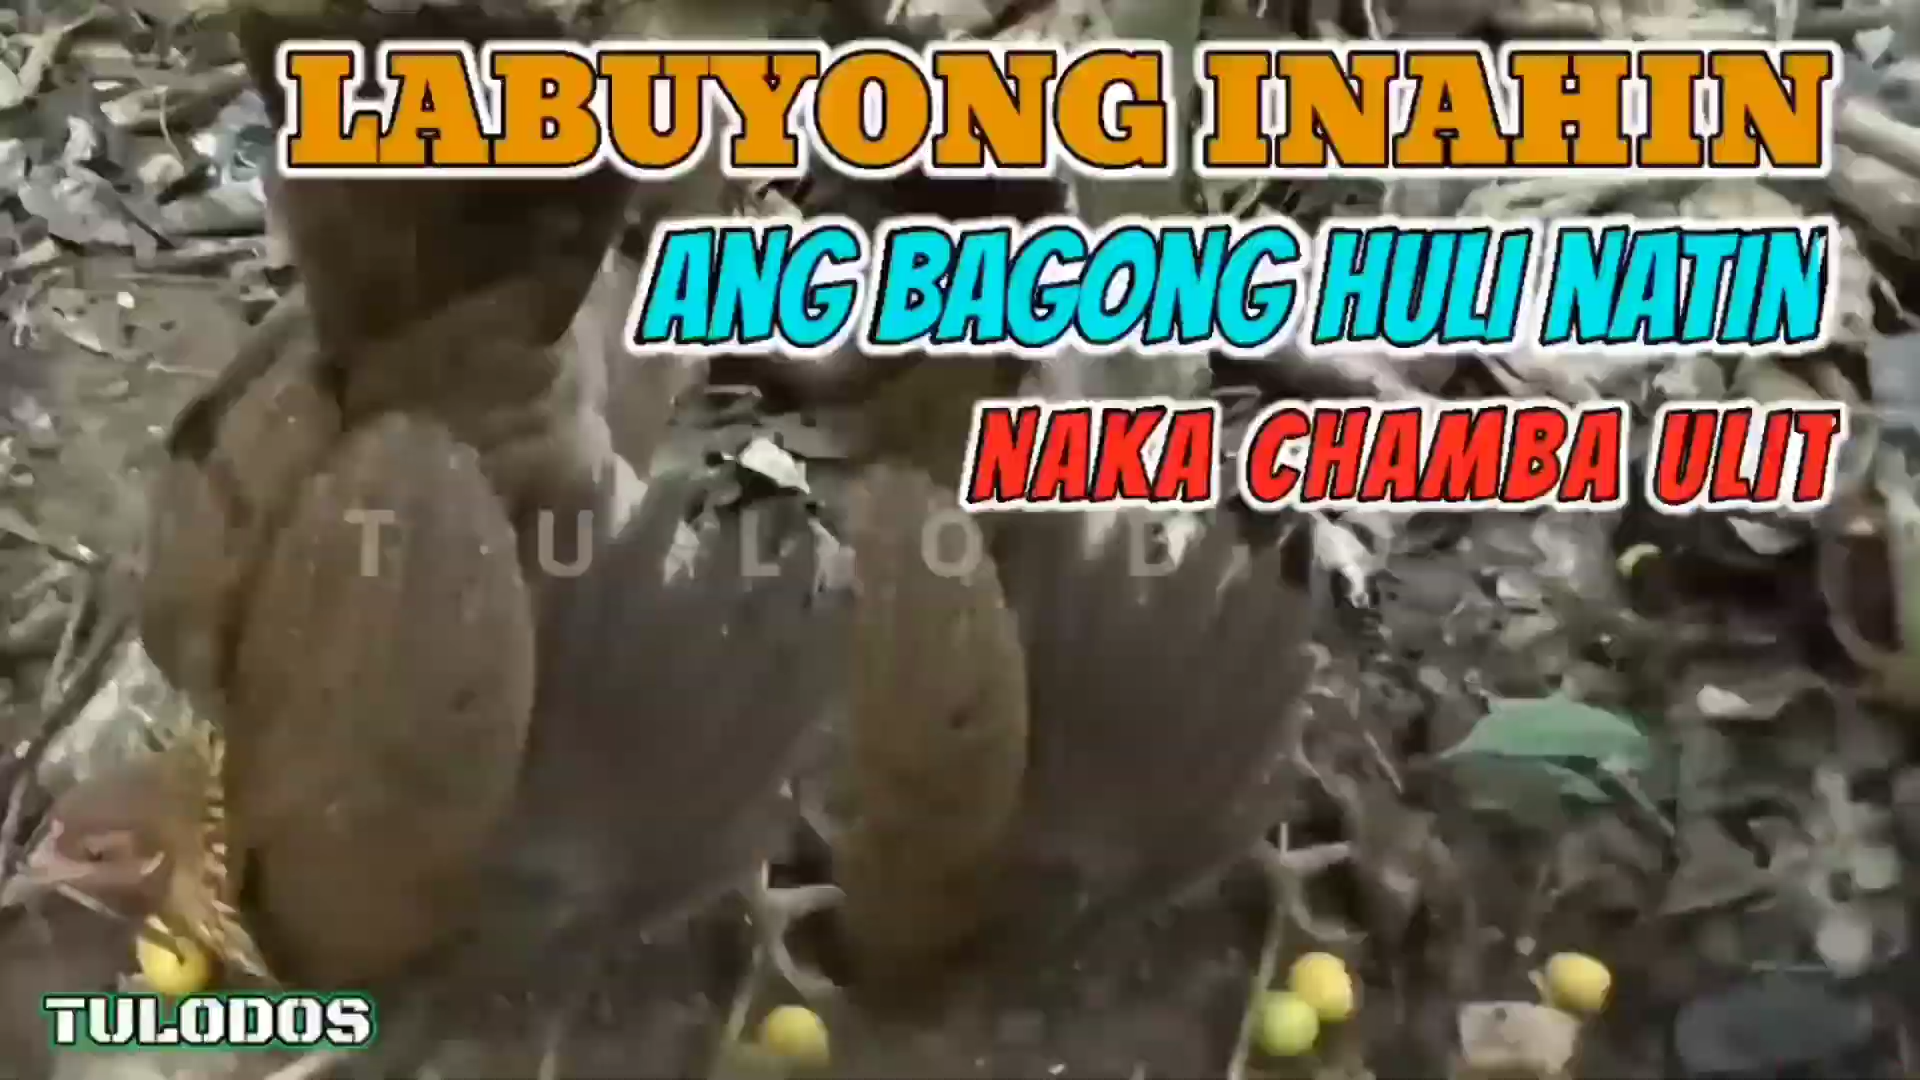 LABUYONG INAHIN
ANG BAGONG HULI NATIN
NAKA CHAMBA ULIT
T U L O D
TULODOS